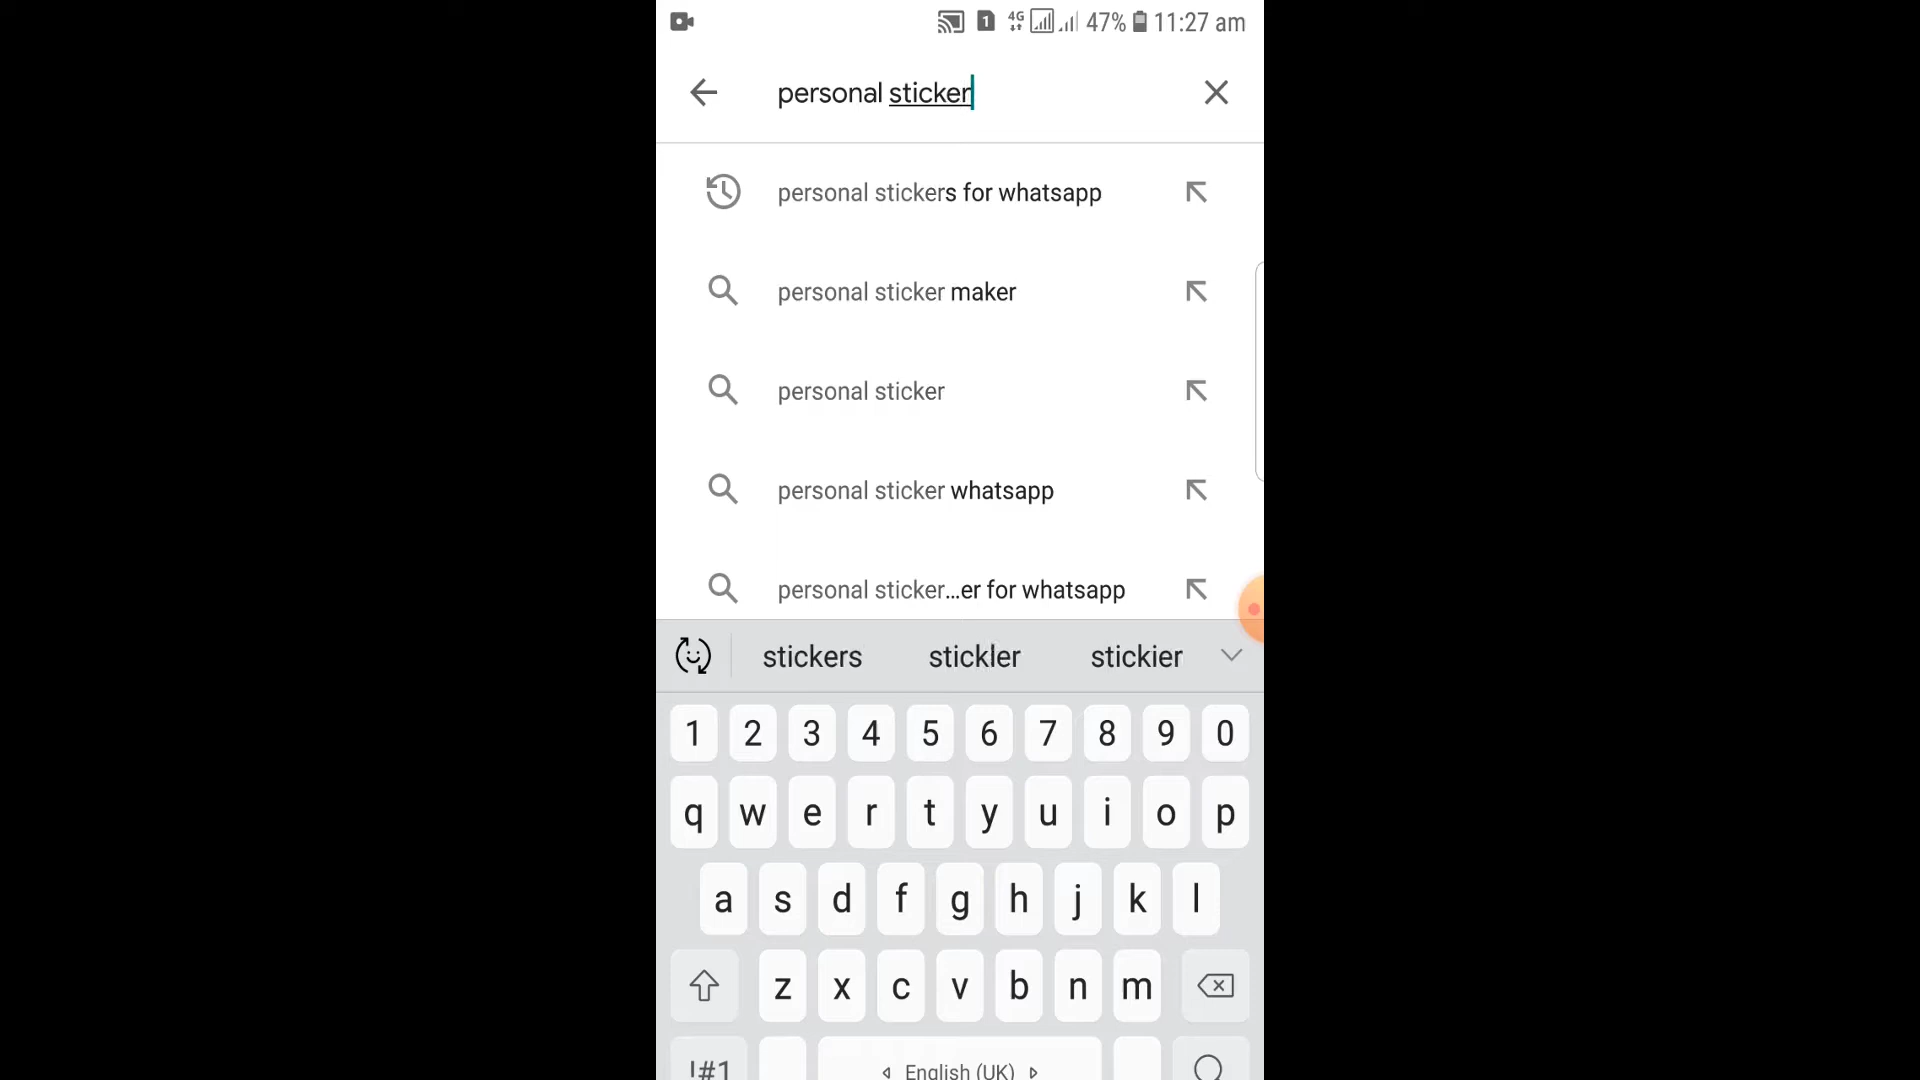 1 4G 47% 11:27 am
personal sticker
personal stickers for whatsapp
personal sticker maker
personal sticker
personal sticker whatsapp
personal sticker...er for whatsapp
stickers stickler stickier
1 2 3 4 5 6 7 8 9 0
q w e r t y u i o p
a s d f g h j k l
z x c v b n m
!#1 English (UK)